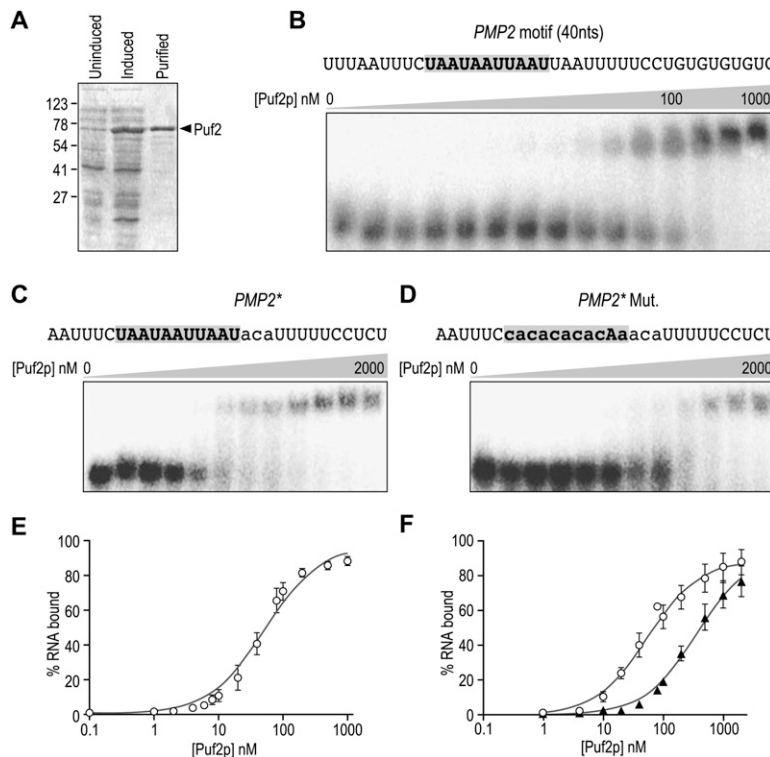 A
Uninduced
Induced
Purified
123
78
54
41
27
Puf2
B
PMP2 motif (40nts)
UUUAAUUUCUAAUAAUUAAUUAAUUUUUCCUGUGUGUGUG
[Puf2p] nM 0 100 1000
C
PMP2*
AAUUUCUAAUAAUUAAUacaUUUUUCCUCU
[Puf2p] nM 0 2000
D
PMP2* Mut.
AAUUUCcacacacacAaacaUUUUUCCUCU
[Puf2p] nM 0 2000
E
% RNA bound
100
80
60
40
20
0
0.1 1 10 100 1000
[Puf2p] nM
F
% RNA bound
100
80
60
40
20
0
0.1 1 10 100 1000
[Puf2p] nM